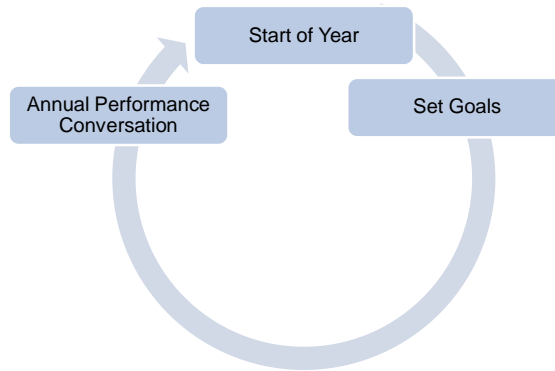 Start of Year
Set Goals
Annual Performance
Conversation